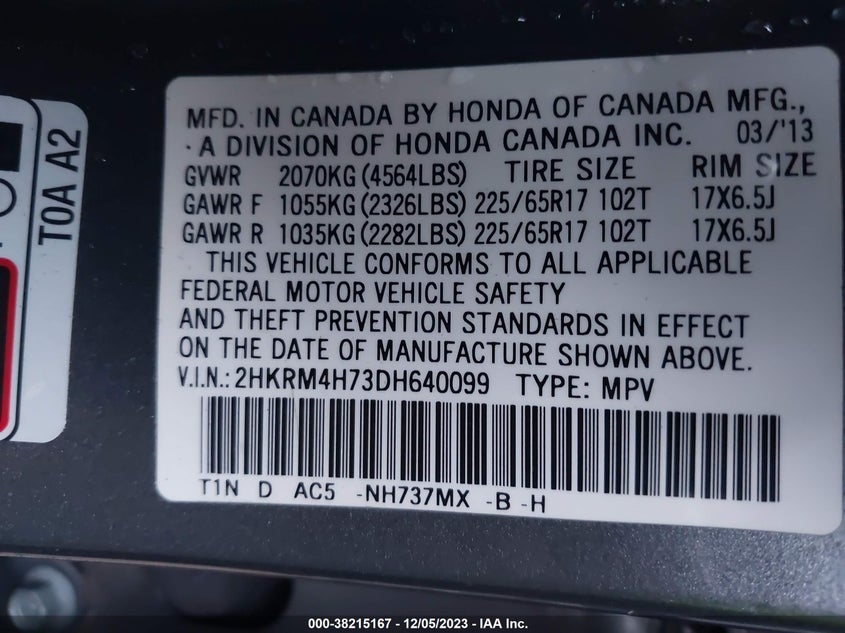 MFD. IN CANADA BY HONDA OF CANADA MFG.,
·A DIVISION OF HONDA CANADA INC. 03/'13
GVWR 2070KG (4564LBS) TIRE SIZE RIM SIZE
GAWR F 1055KG (2326LBS) 225/65R17 102T 17X6.5J
GAWR R 1035KG (2282LBS) 225/65R17 102T 17X6.5J
THIS VEHICLE CONFORMS TO ALL APPLICABLE
FEDERAL MOTOR VEHICLE SAFETY
AND THEFT PREVENTION STANDARDS IN EFFECT
ON THE DATE OF MANUFACTURE SHOWN ABOVE.
V.I.N.: 2HKRM4H73DH640099 TYPE: MPV
T1N D AC5 -NH737MX -B -H
T0A A2
000-38215167 - 12/05/2023 - IAA Inc.